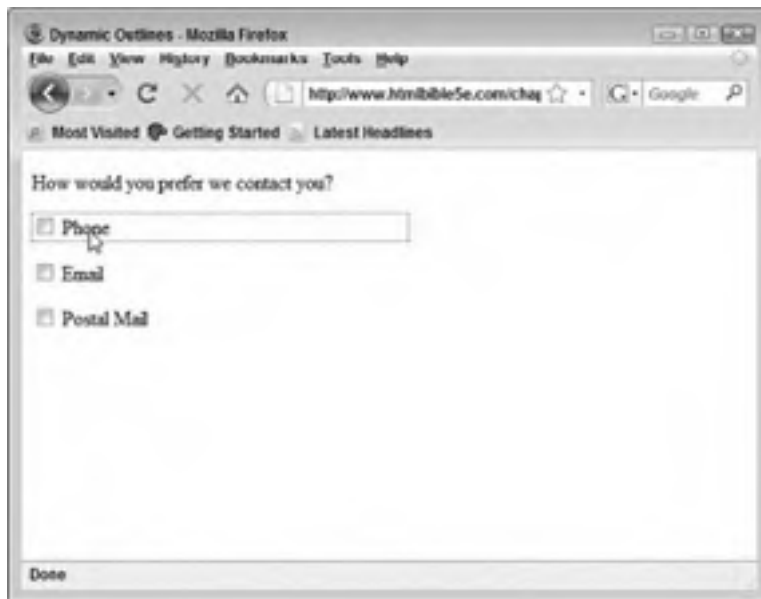 Dynamic Outlines - Mozilla Firefox
File Edit View History Bookmarks Tools Help
http://www.htmlbible5e.com/chap
G Google
Most Visited Getting Started Latest Headlines
How would you prefer we contact you?
Phone
Email
Postal Mail
Done